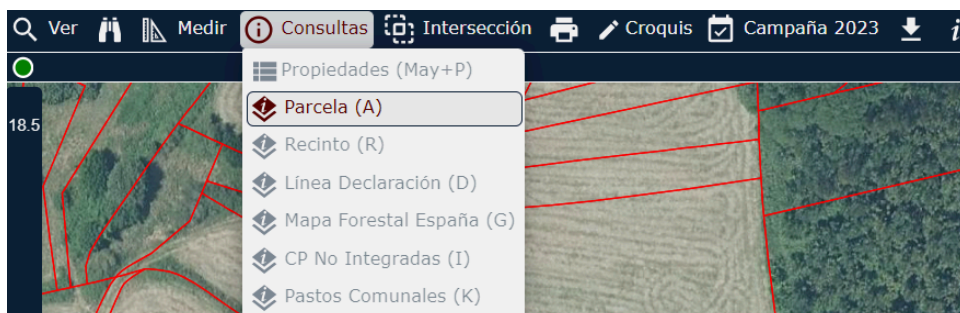 Ver Medir Consultas Intersección Croquis Campaña 2023
Propiedades (May+P)
Parcela (A)
18.5
Recinto (R)
Línea Declaración (D)
Mapa Forestal España (G)
CP No Integradas (I)
Pastos Comunales (K)